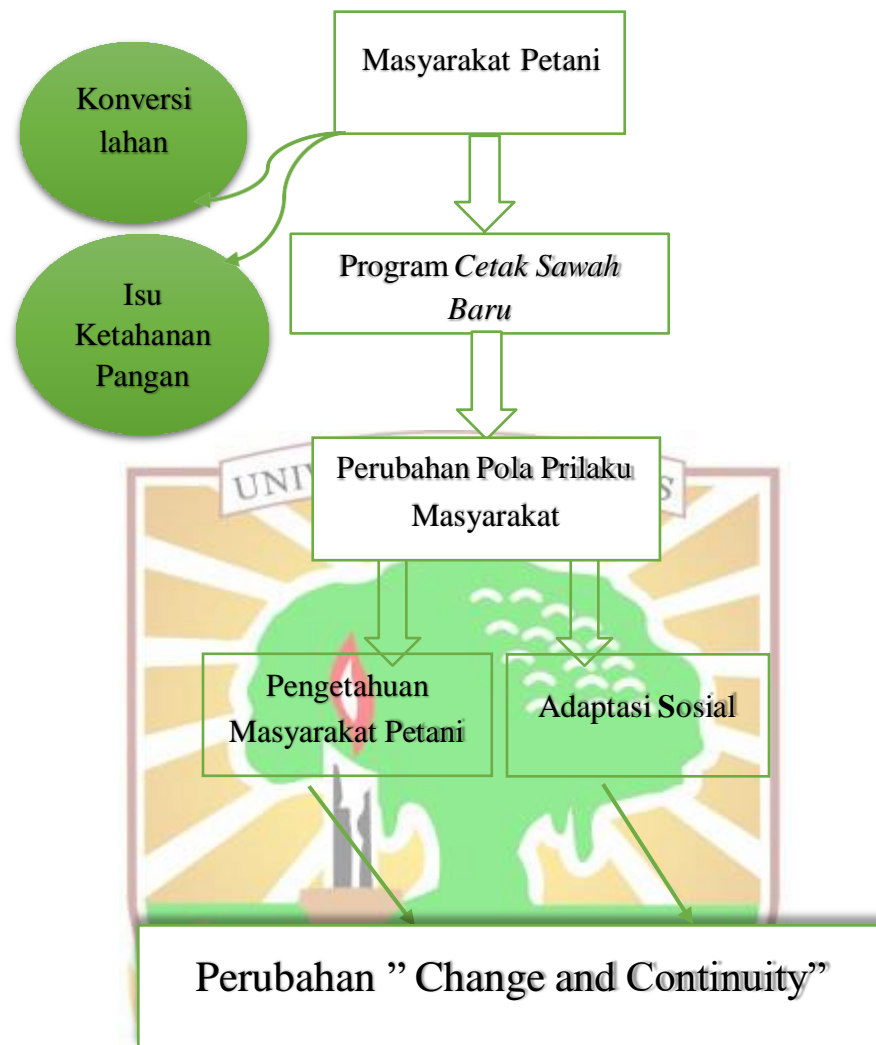 Masyarakat Petani
Konversi
lahan
Program Cetak Sawah
Baru
Isu
Ketahanan
Pangan
UNI
S
Perubahan Pola Prilaku
Masyarakat
Pengetahuan
Masyarakat Petani
Adaptasi Sosial
Perubahan ” Change and Continuity”